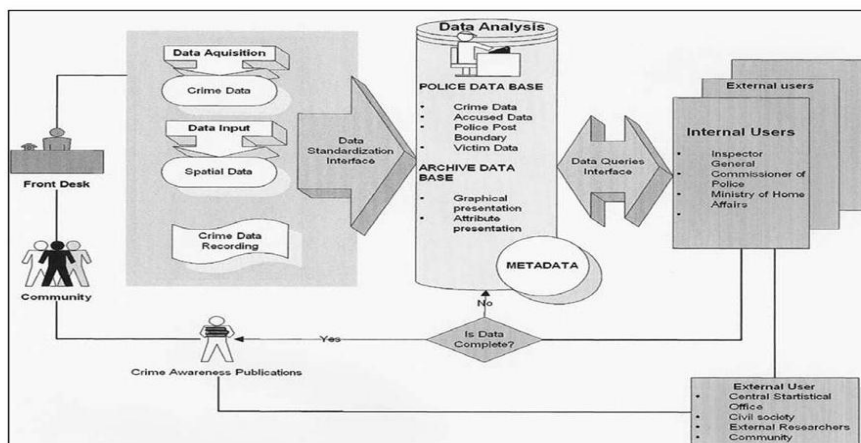 Data Aquisition
Crime Data
Data Input
Spatial Data
Crime Data
Recording
Front Desk
Community
Data
Standardization
Interface
Data Analysis
POLICE DATA BASE
• Crime Data
• Accused Data
• Police Post
Boundary
• Victim Data
ARCHIVE DATA
BASE
• Graphical
presentation
• Attribute
presentation
METADATA
Data Queries
Interface
External users
Internal Users
• Inspector
General
• Commissioner of
Police
• Ministry of Home
Affairs
•
No
Is Data
Complete?
Yes
Crime Awareness Publications
External User
• Central Startistical
Office
• Civil society
• External Researchers
• Community